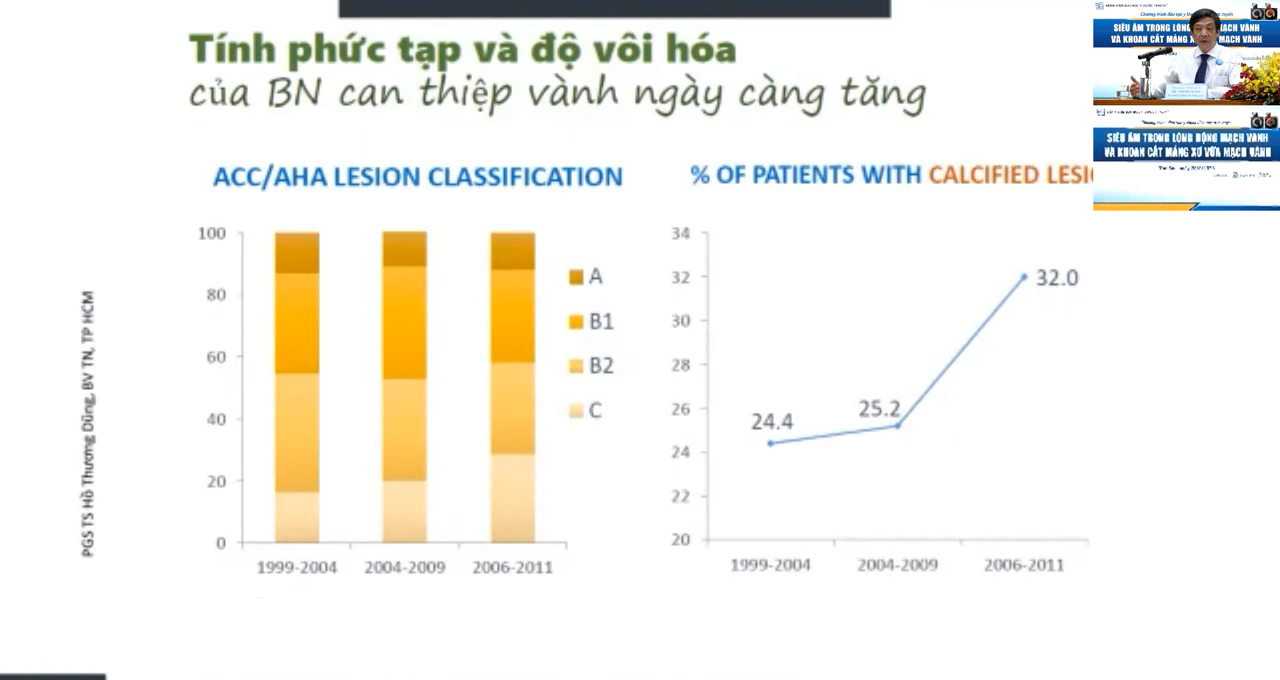 Tính phức tạp và độ vôi hóa
của BN can thiệp vành ngày càng tăng
ACC/AHA LESION CLASSIFICATION
100
80
60
40
20
0
1999-2004
2004-2009
2006-2011
A
B1
B2
C
% OF PATIENTS WITH CALCIFIED LESI
34
32
30
28
26
24
22
20
24.4
25.2
32.0
1999-2004
2004-2009
2006-2011
PGS TS Hồ Thượng Dũng, BV TN, TP HCM
SIÊU ÂM TRONG LÒNG ĐỘNG MẠCH VÀNH
VÀ KHOAN CẮT MẢNG XƠ VỮA MẠCH VÀNH